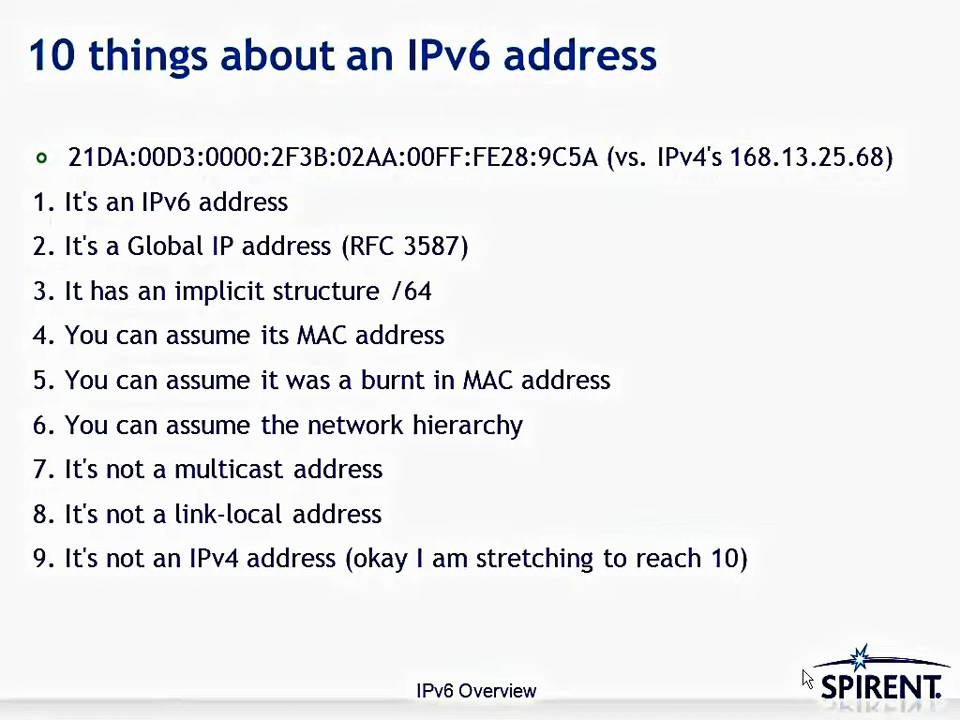 10 things about an IPv6 address
21DA:00D3:0000:2F3B:02AA:00FF:FE28:9C5A (vs. IPv4's 168.13.25.68)
1. It's an IPv6 address
2. It's a Global IP address (RFC 3587)
3. It has an implicit structure /64
4. You can assume its MAC address
5. You can assume it was a burnt in MAC address
6. You can assume the network hierarchy
7. It's not a multicast address
8. It's not a link-local address
9. It's not an IPv4 address (okay I am stretching to reach 10)
IPv6 Overview
SPIRENT.